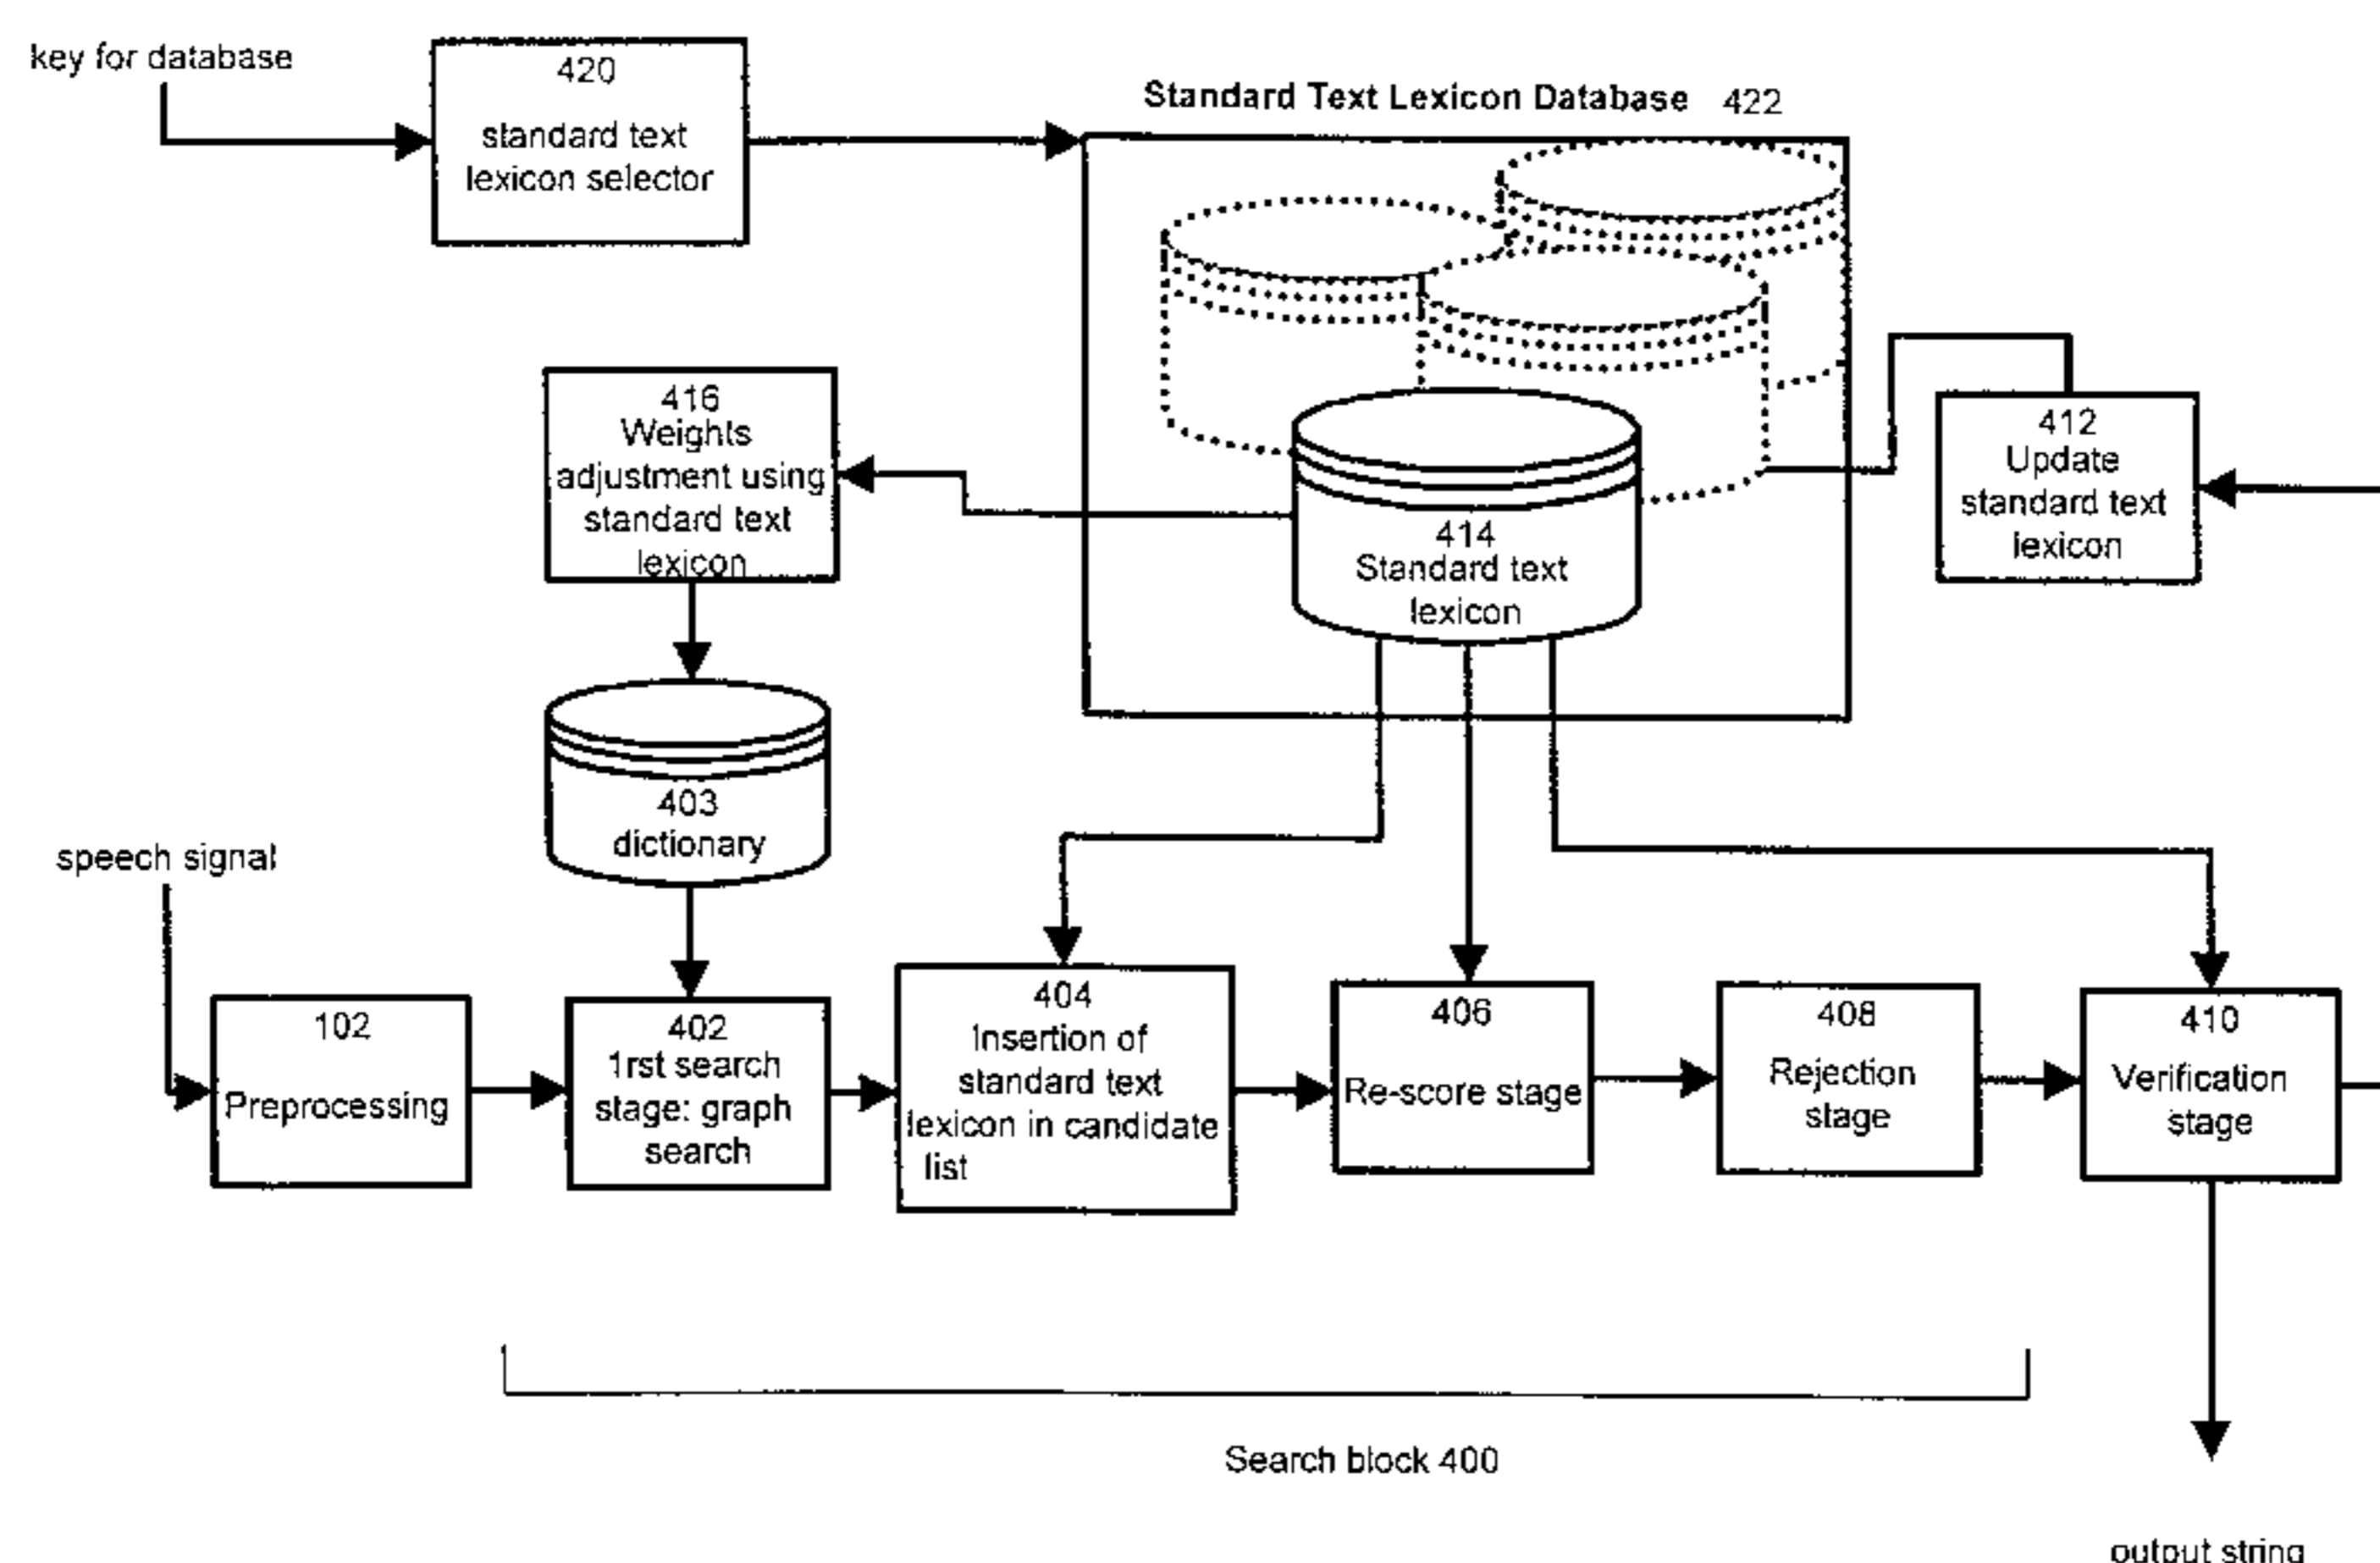 key for database
420
standard text
lexicon selector
Standard Text Lexicon Database 422
416
Weights
adjustment using
standard text
lexicon
412
Update
standard text
lexicon
414
Standard text
lexicon
403
dictionary
speech signal
102
Preprocessing
402
1rst search
stage: graph
search
404
Insertion of
standard text
lexicon in candidate
list
406
Re-score stage
408
Rejection
stage
410
Verification
stage
Search block 400
output string